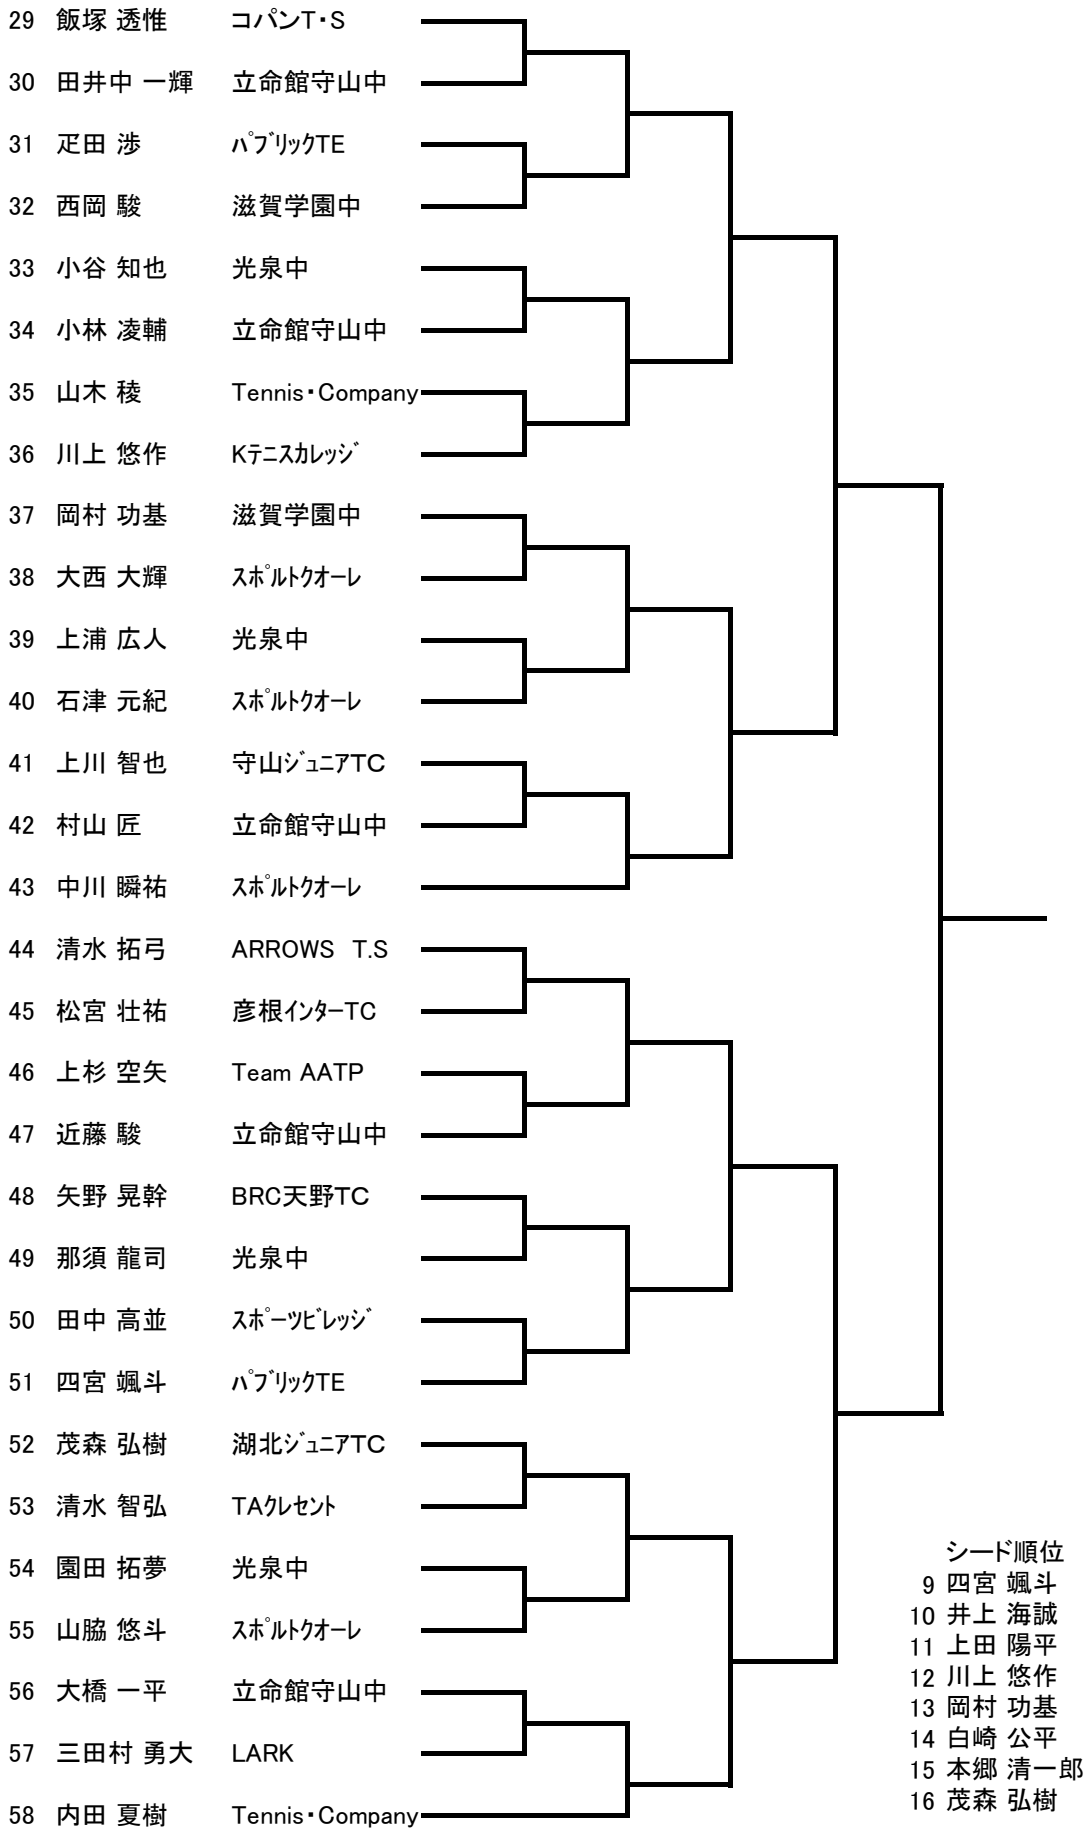 29 飯塚 透惟 コパンT・S
30 田井中 一輝 立命館守山中
31 疋田 渉 ﾊﾟﾌﾞﾘｯｸTE
32 西岡 駿 滋賀学園中
33 小谷 知也 光泉中
34 小林 凌輔 立命館守山中
35 山木 稜 Tennis・Company
36 川上 悠作 Kﾃﾆｽｶﾚｯｼﾞ
37 岡村 功基 滋賀学園中
38 大西 大輝 ｽﾎﾟﾙﾄｸｵｰﾚ
39 上浦 広人 光泉中
40 石津 元紀 ｽﾎﾟﾙﾄｸｵｰﾚ
41 上川 智也 守山ｼﾞｭﾆｱTC
42 村山 匠 立命館守山中
43 中川 瞬祐 ｽﾎﾟﾙﾄｸｵｰﾚ
44 清水 拓弓 ARROWS　T.S
45 松宮 壮祐 彦根ｲﾝﾀｰTC
46 上杉 空矢 Team AATP
47 近藤 駿 立命館守山中
48 矢野 晃幹 BRC天野TC
49 那須 龍司 光泉中
50 田中 高並 ｽﾎﾟｰﾂﾋﾞﾚｯｼﾞ
51 四宮 颯斗 ﾊﾟﾌﾞﾘｯｸTE
52 茂森 弘樹 湖北ｼﾞｭﾆｱTC
53 清水 智弘 TAｸﾚｾﾝﾄ
54 園田 拓夢 光泉中
55 山脇 悠斗 ｽﾎﾟﾙﾄｸｵｰﾚ
56 大橋 一平 立命館守山中
57 三田村 勇大 LARK
58 内田 夏樹 Tennis・Company
シード順位
9 四宮 颯斗
10 井上 海誠
11 上田 陽平
12 川上 悠作
13 岡村 功基
14 白崎 公平
15 本郷 清一郎
16 茂森 弘樹